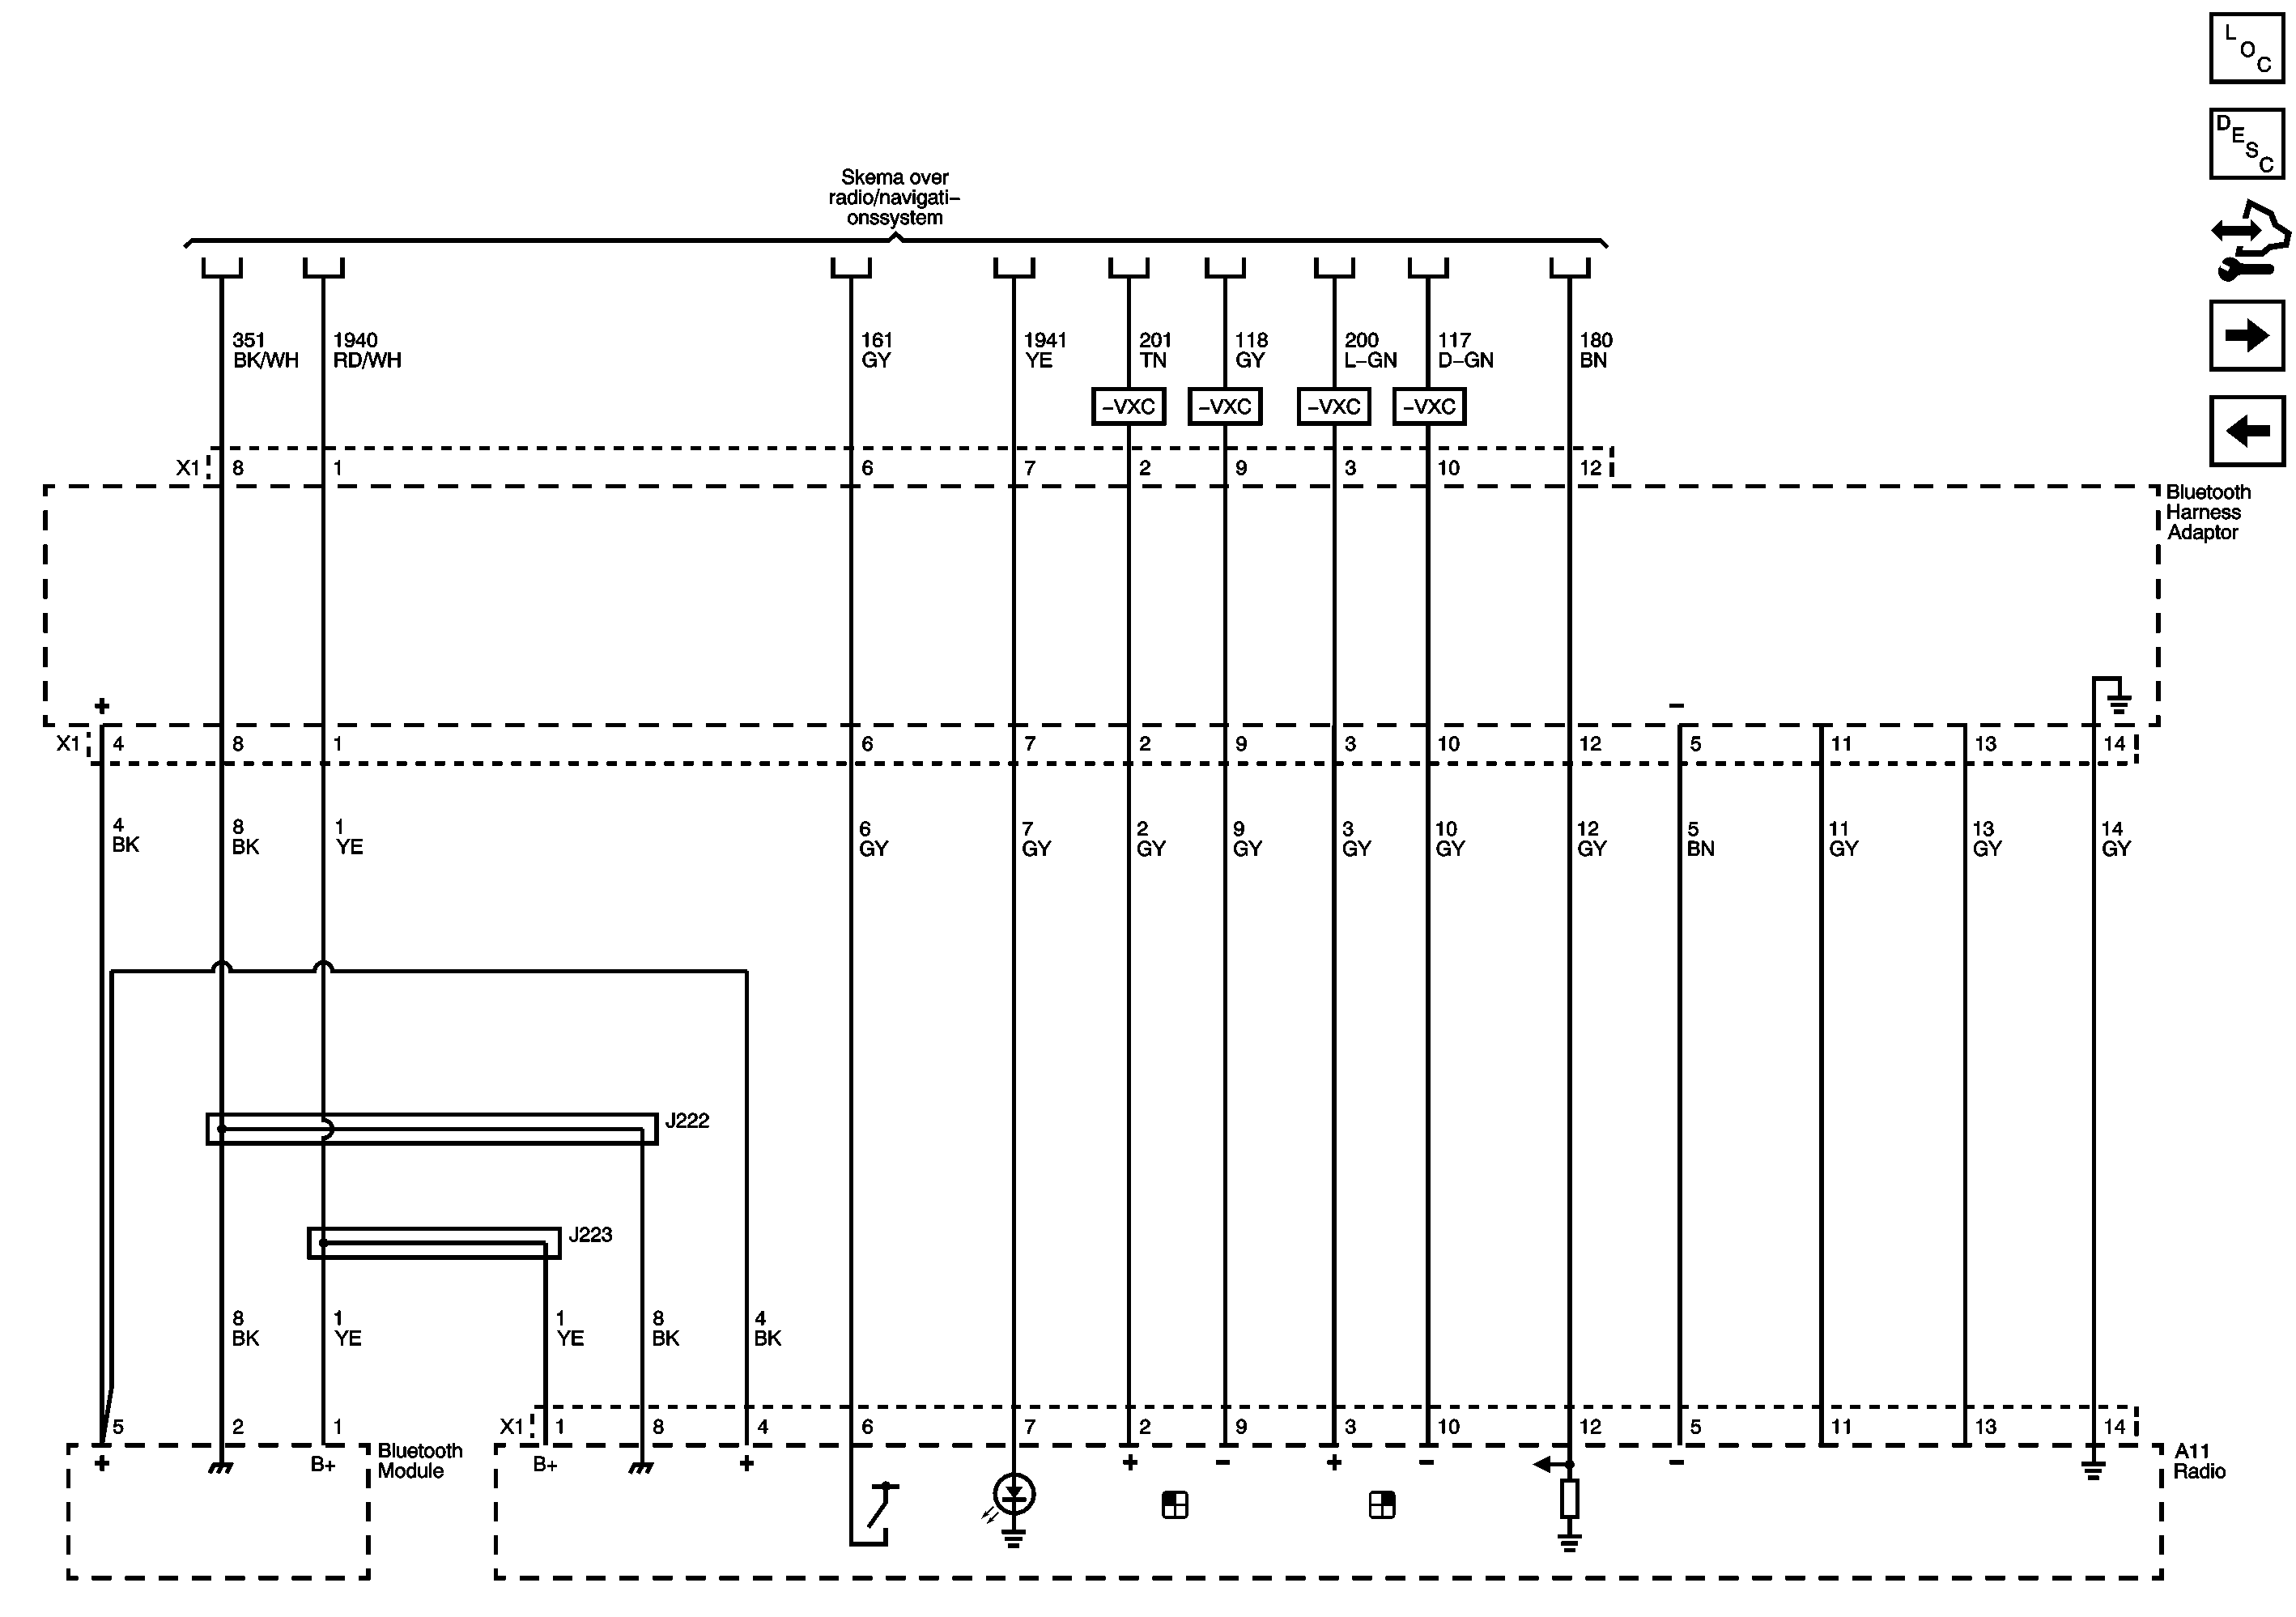 L
O
C
D
E
S
C
Skema over
radio/navigati–
onssystem
351
BK/WH
1940
RD/WH
161
GY
1941
YE
201
TN
118
GY
200
L–GN
117
D–GN
180
BN
–VXC
–VXC
–VXC
–VXC
X1
8
1
6
7
2
9
3
10
12
Bluetooth
Harness
Adaptor
+
–
X1
4
8
1
6
7
2
9
3
10
12
5
11
13
14
4
BK
8
BK
1
YE
6
GY
7
GY
2
GY
9
GY
3
GY
10
GY
12
GY
5
BN
11
GY
13
GY
14
GY
J222
J223
8
BK
1
YE
1
YE
8
BK
4
BK
5
2
1
X1
1
8
4
6
7
2
9
3
10
12
5
11
13
14
+
B+
Bluetooth
Module
B+
+
+
–
+
–
–
A11
Radio